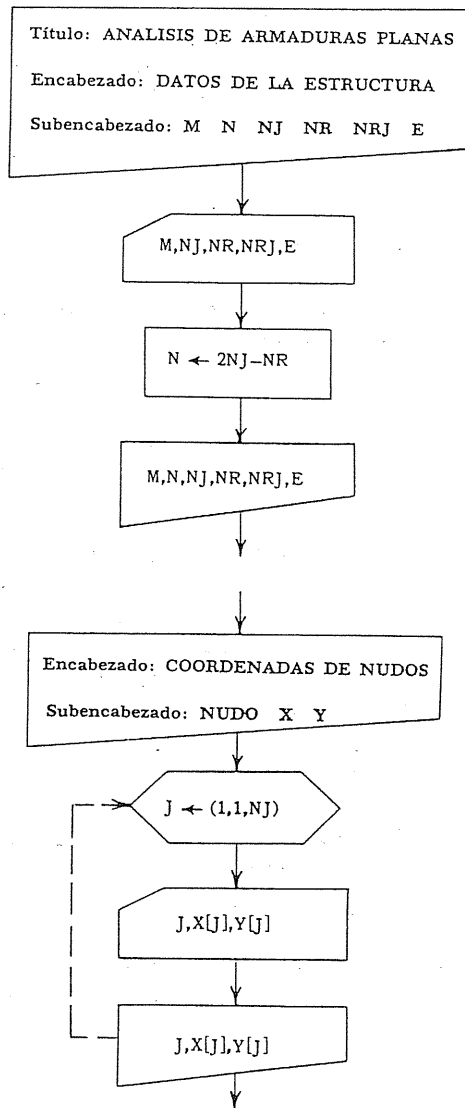 Título: ANALISIS DE ARMADURAS PLANAS
Encabezado: DATOS DE LA ESTRUCTURA
Subencabezado: M N NJ NR NRJ E
M,NJ,NR,NRJ,E
N ← 2NJ–NR
M,N,NJ,NR,NRJ,E
Encabezado: COORDENADAS DE NUDOS
Subencabezado: NUDO X Y
J ← (1,1,NJ)
J,X[J],Y[J]
J,X[J],Y[J]